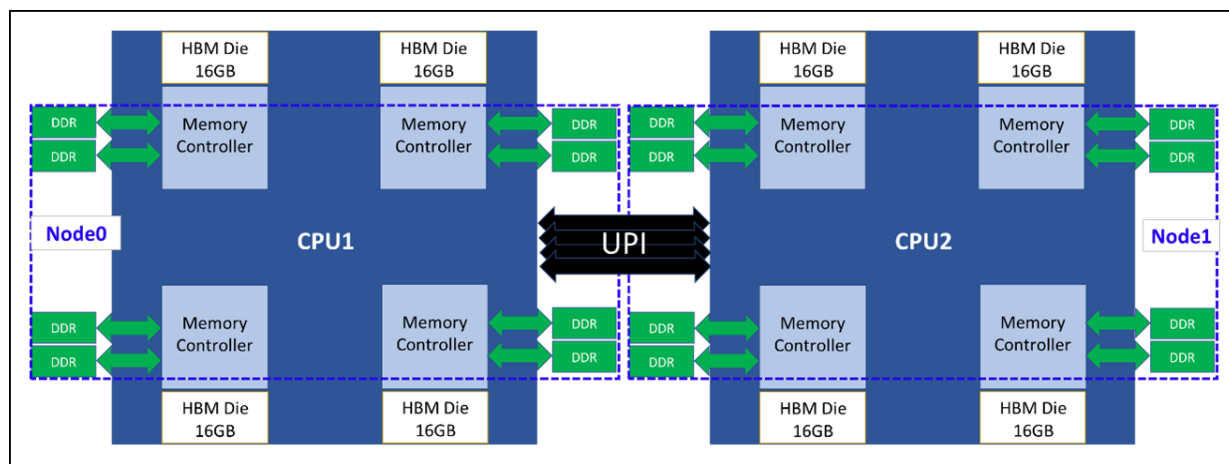 HBM Die
16GB
HBM Die
16GB
HBM Die
16GB
HBM Die
16GB
DDR
DDR
Memory
Controller
Memory
Controller
DDR
DDR
DDR
DDR
Memory
Controller
Memory
Controller
DDR
DDR
Node0
CPU1
UPI
CPU2
Node1
DDR
DDR
Memory
Controller
Memory
Controller
DDR
DDR
DDR
DDR
Memory
Controller
Memory
Controller
DDR
DDR
HBM Die
16GB
HBM Die
16GB
HBM Die
16GB
HBM Die
16GB